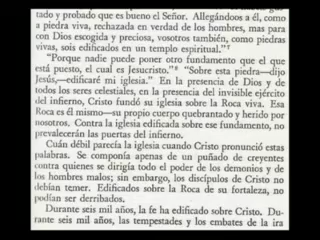 tado y probado que es bueno el Señor. Allegándoos a él, como
a piedra viva, rechazada en verdad de los hombres, mas para
con Dios escogida y preciosa, vosotros también, como piedras
vivas, sois edificados en un templo espiritual."⁷
"Porque nadie puede poner otro fundamento que el que
está puesto, el cual es Jesucristo."⁸ "Sobre esta piedra—dijo
Jesús,—edificaré mi iglesia." En la presencia de Dios y de
todos los seres celestiales, en la presencia del invisible ejército
del infierno, Cristo fundó su iglesia sobre la Roca viva. Esa
Roca es él mismo—su propio cuerpo quebrantado y herido por
nosotros. Contra la iglesia edificada sobre ese fundamento, no
prevalecerán las puertas del infierno.
Cuán débil parecía la iglesia cuando Cristo pronunció estas
palabras. Se componía apenas de un puñado de creyentes
contra quienes se dirigía todo el poder de los demonios y de
los hombres malos; sin embargo, los discípulos de Cristo no
debían temer. Edificados sobre la Roca de su fortaleza, no
podían ser derribados.
Durante seis mil años, la fe ha edificado sobre Cristo. Du-
rante seis mil años, las tempestades y los embates de la ira